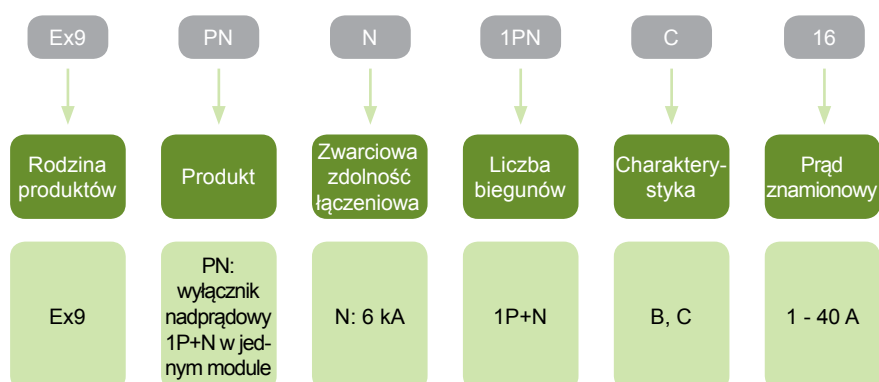 Ex9
PN
N
1PN
C
16
Rodzina
produktów
Produkt
Zwarciowa
zdolność
łączeniowa
Liczba
biegunów
Charaktery-
styka
Prąd
znamionowy
Ex9
PN:
wyłącznik
nadprądowy
1P+N w jed-
nym module
N: 6 kA
1P+N
B, C
1 - 40 A